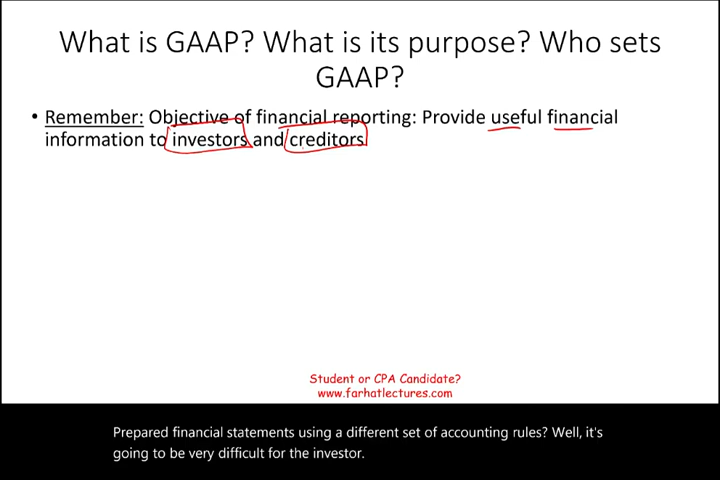 What is GAAP? What is its purpose? Who sets
GAAP?
• Remember: Objective of financial reporting: Provide useful financial
information to investors and creditors
Student or CPA Candidate?
www.farhatlectures.com
Prepared financial statements using a different set of accounting rules? Well, it's
going to be very difficult for the investor.